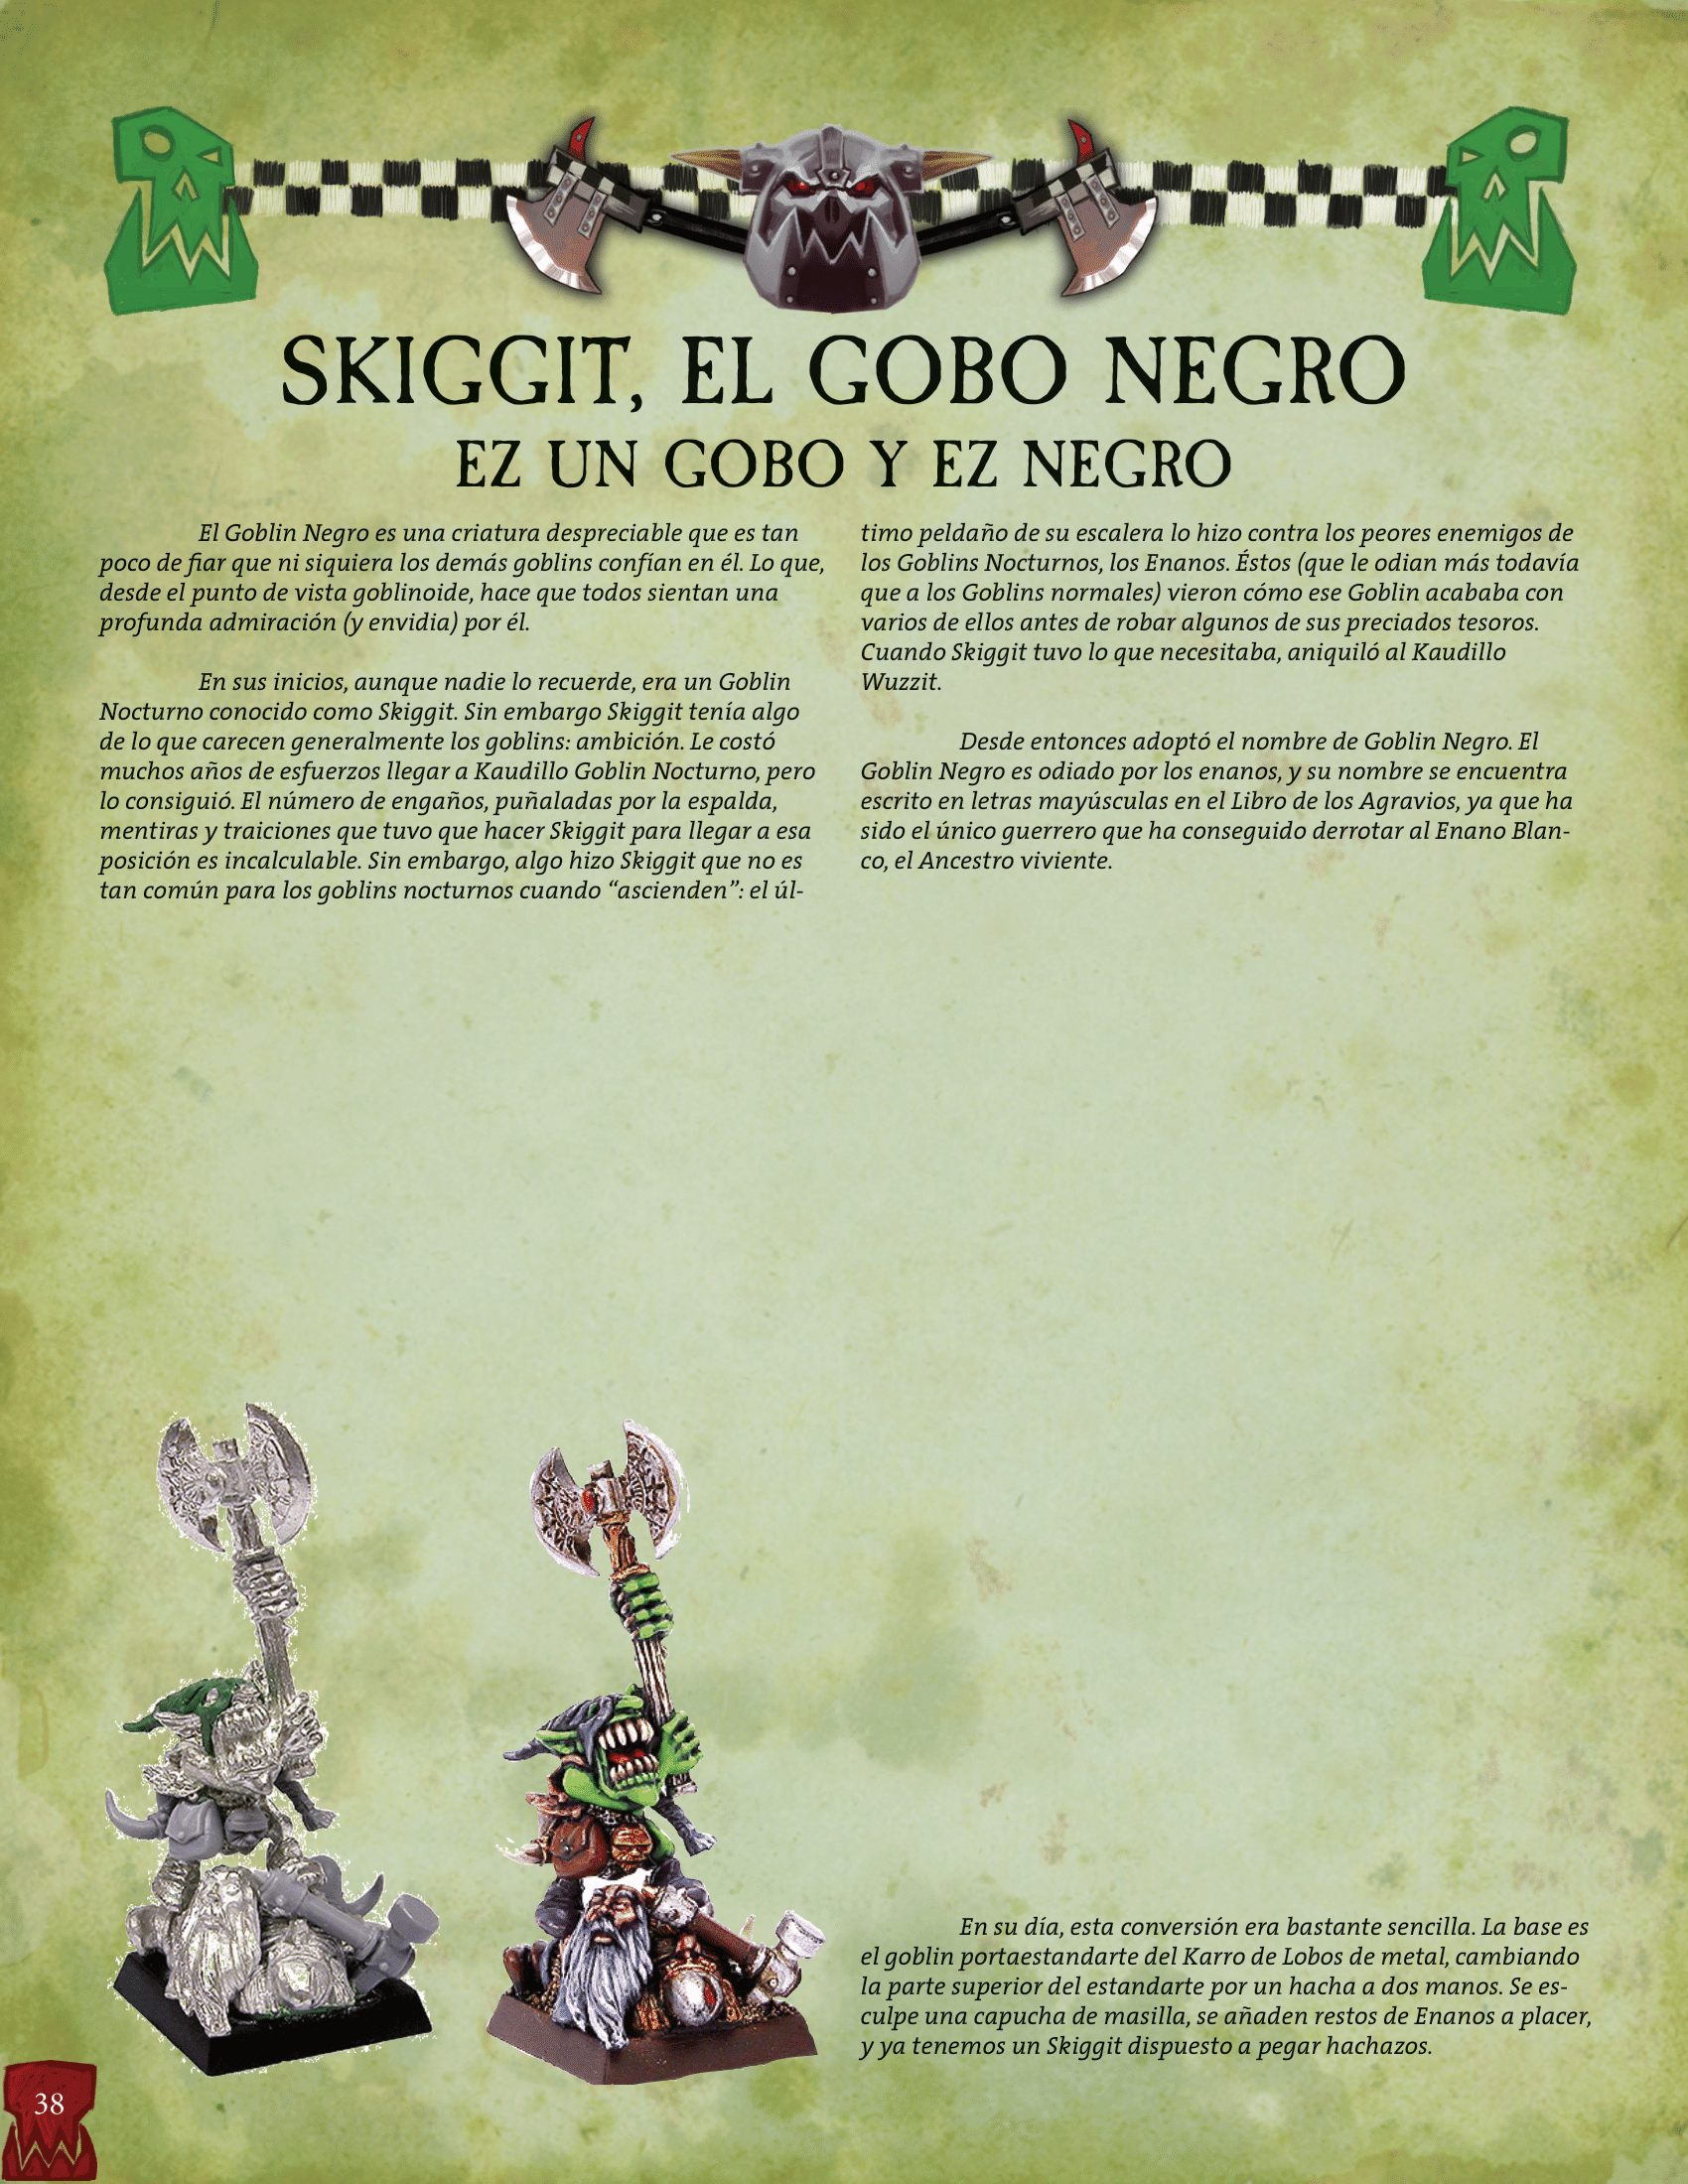 SKIGGIT, EL GOBO NEGRO
EZ UN GOBO Y EZ NEGRO
El Goblin Negro es una criatura despreciable que es tan
poco de fiar que ni siquiera los demás goblins confían en él. Lo que,
desde el punto de vista goblinoide, hace que todos sientan una
profunda admiración (y envidia) por él.
En sus inicios, aunque nadie lo recuerde, era un Goblin
Nocturno conocido como Skiggit. Sin embargo Skiggit tenía algo
de lo que carecen generalmente los goblins: ambición. Le costó
muchos años de esfuerzos llegar a Kaudillo Goblin Nocturno, pero
lo consiguió. El número de engaños, puñaladas por la espalda,
mentiras y traiciones que tuvo que hacer Skiggit para llegar a esa
posición es incalculable. Sin embargo, algo hizo Skiggit que no es
tan común para los goblins nocturnos cuando “ascienden”: el úl-
timo peldaño de su escalera lo hizo contra los peores enemigos de
los Goblins Nocturnos, los Enanos. Éstos (que le odian más todavía
que a los Goblins normales) vieron cómo ese Goblin acababa con
varios de ellos antes de robar algunos de sus preciados tesoros.
Cuando Skiggit tuvo lo que necesitaba, aniquiló al Kaudillo
Wuzzit.
Desde entonces adoptó el nombre de Goblin Negro. El
Goblin Negro es odiado por los enanos, y su nombre se encuentra
escrito en letras mayúsculas en el Libro de los Agravios, ya que ha
sido el único guerrero que ha conseguido derrotar al Enano Blan-
co, el Ancestro viviente.
En su día, esta conversión era bastante sencilla. La base es
el goblin portaestandarte del Karro de Lobos de metal, cambiando
la parte superior del estandarte por un hacha a dos manos. Se es-
culpe una capucha de masilla, se añaden restos de Enanos a placer,
y ya tenemos un Skiggit dispuesto a pegar hachazos.
38